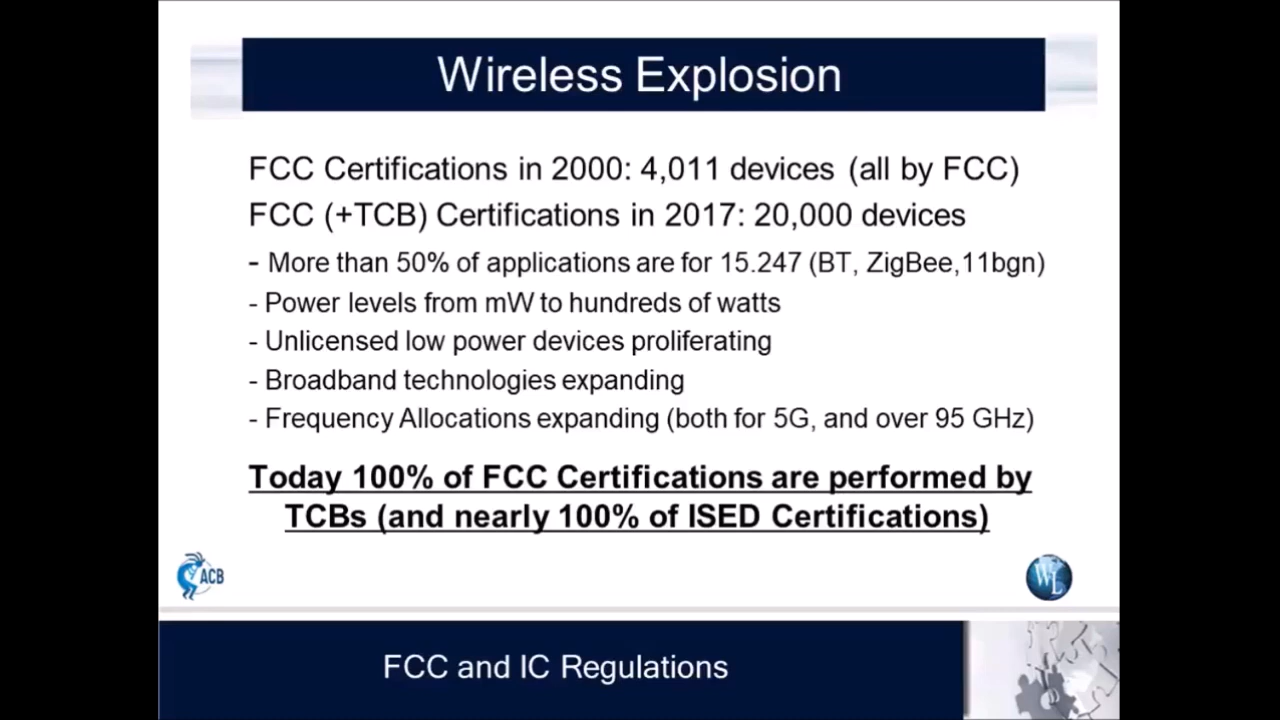 Wireless Explosion
FCC Certifications in 2000: 4,011 devices (all by FCC)
FCC (+TCB) Certifications in 2017: 20,000 devices
- More than 50% of applications are for 15.247 (BT, ZigBee,11bgn)
- Power levels from mW to hundreds of watts
- Unlicensed low power devices proliferating
- Broadband technologies expanding
- Frequency Allocations expanding (both for 5G, and over 95 GHz)
Today 100% of FCC Certifications are performed by
TCBs (and nearly 100% of ISED Certifications)
ACB
WL
FCC and IC Regulations